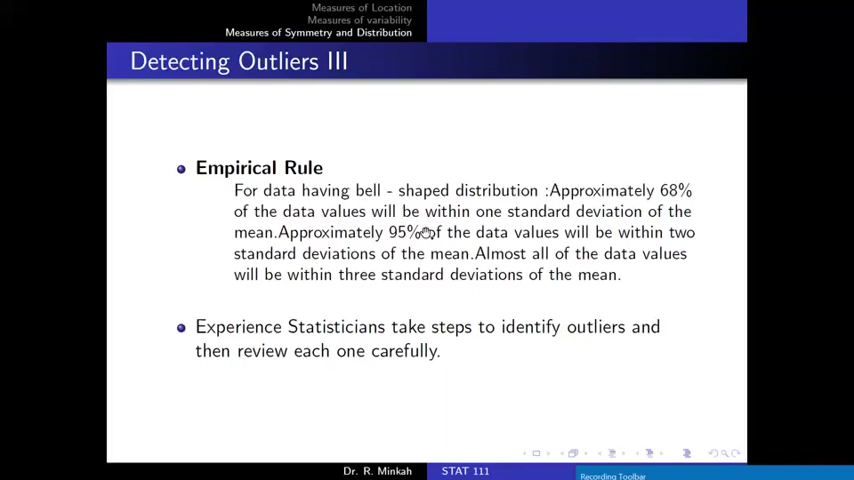 Measures of Location
Measures of variability
Measures of Symmetry and Distribution
Detecting Outliers III
Empirical Rule
For data having bell - shaped distribution :Approximately 68%
of the data values will be within one standard deviation of the
mean.Approximately 95% of the data values will be within two
standard deviations of the mean.Almost all of the data values
will be within three standard deviations of the mean.
Experience Statisticians take steps to identify outliers and
then review each one carefully.
Dr. R. Minkah
STAT 111
Recording Toolbar